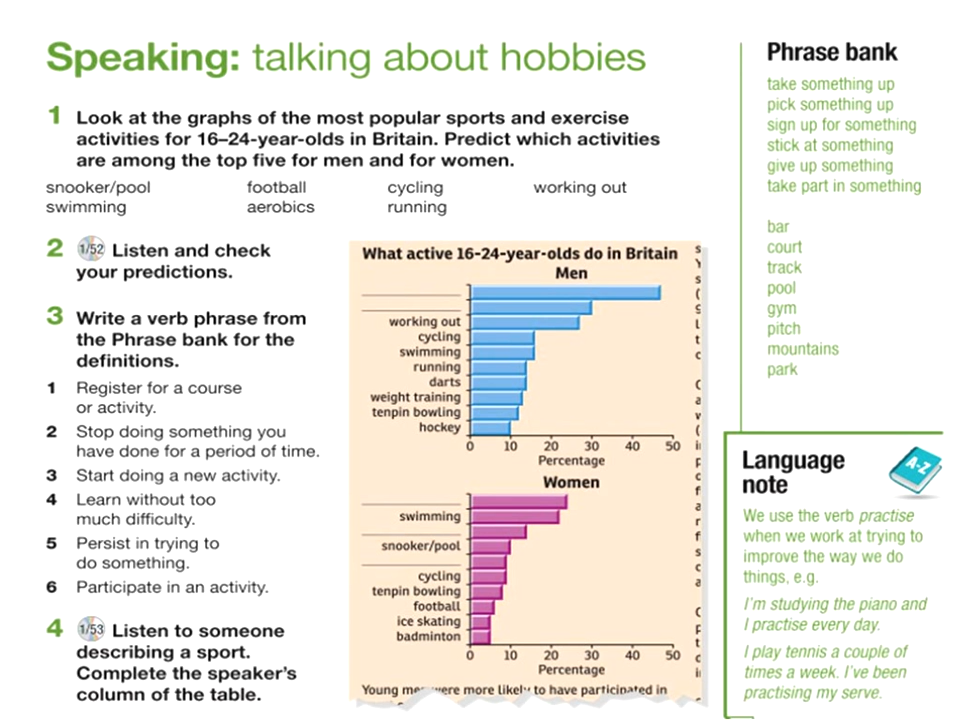 Speaking: talking about hobbies
1 Look at the graphs of the most popular sports and exercise
activities for 16–24-year-olds in Britain. Predict which activities
are among the top five for men and for women.
snooker/pool football cycling working out
swimming aerobics running
2 1/52 Listen and check
your predictions.
3 Write a verb phrase from
the Phrase bank for the
definitions.
1 Register for a course
or activity.
2 Stop doing something you
have done for a period of time.
3 Start doing a new activity.
4 Learn without too
much difficulty.
5 Persist in trying to
do something.
6 Participate in an activity.
4 1/53 Listen to someone
describing a sport.
Complete the speaker's
column of the table.
What active 16-24-year-olds do in Britain
Men
working out
cycling
swimming
running
darts
weight training
tenpin bowling
hockey
0 10 20 30 40 50
Percentage
Women
swimming
snooker/pool
cycling
tenpin bowling
football
ice skating
badminton
0 10 20 30 40 50
Percentage
Young men were more likely to have participated in
Phrase bank
take something up
pick something up
sign up for something
stick at something
give up something
take part in something
bar
court
track
pool
gym
pitch
mountains
park
Language
note
A-Z
We use the verb practise
when we work at trying to
improve the way we do
things, e.g.
I'm studying the piano and
I practise every day.
I play tennis a couple of
times a week. I've been
practising my serve.